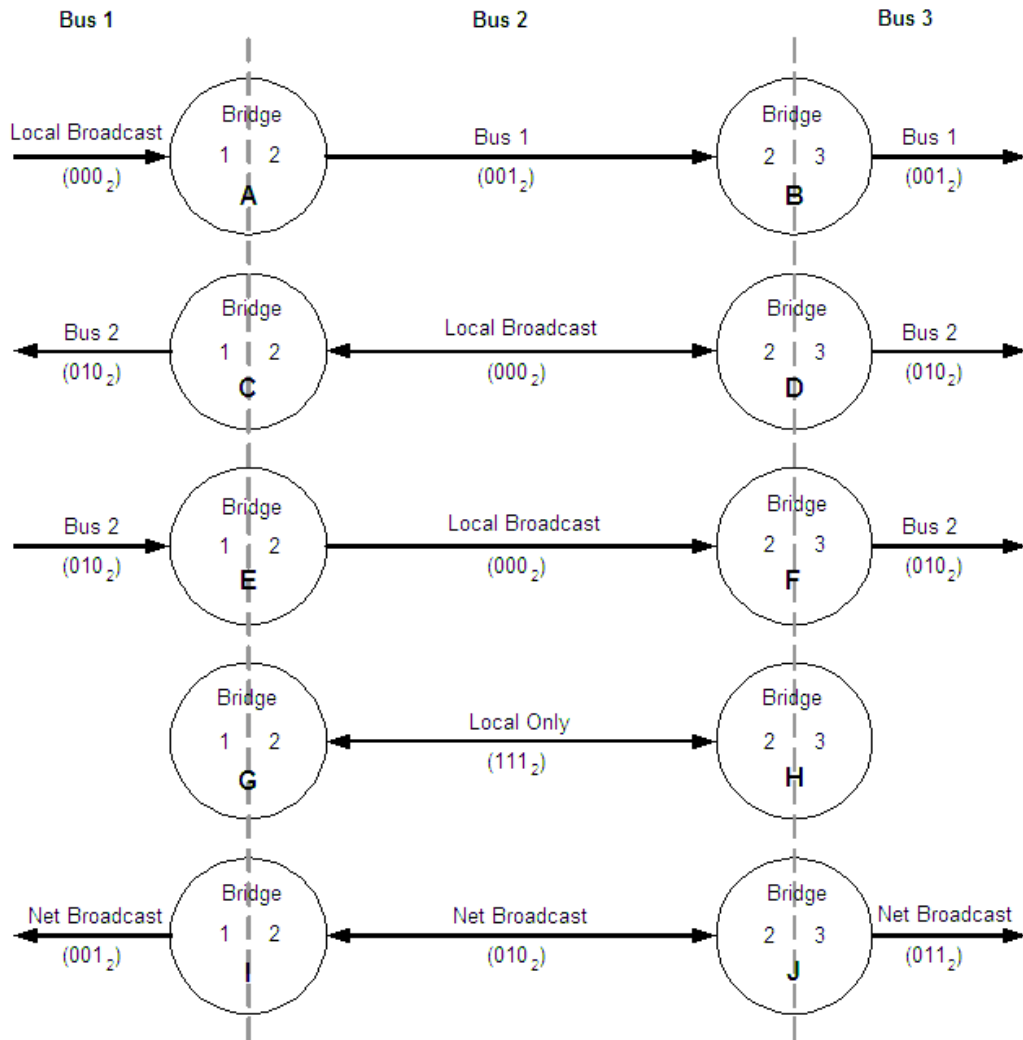 Bus 1 Bus 2 Bus 3
Bridge Bridge
Local Broadcast Bus 1 Bus 1
1 2 2 3
(000₂) (001₂) (001₂)
A B
Bridge Bridge
Bus 2 Local Broadcast Bus 2
1 2 2 3
(010₂) (000₂) (010₂)
C D
Bridge Bridge
Bus 2 Local Broadcast Bus 2
1 2 2 3
(010₂) (000₂) (010₂)
E F
Bridge Bridge
Local Only
1 2 2 3
(111₂)
G H
Bridge Bridge
Net Broadcast Net Broadcast Net Broadcast
1 2 2 3
(001₂) (010₂) (011₂)
I J